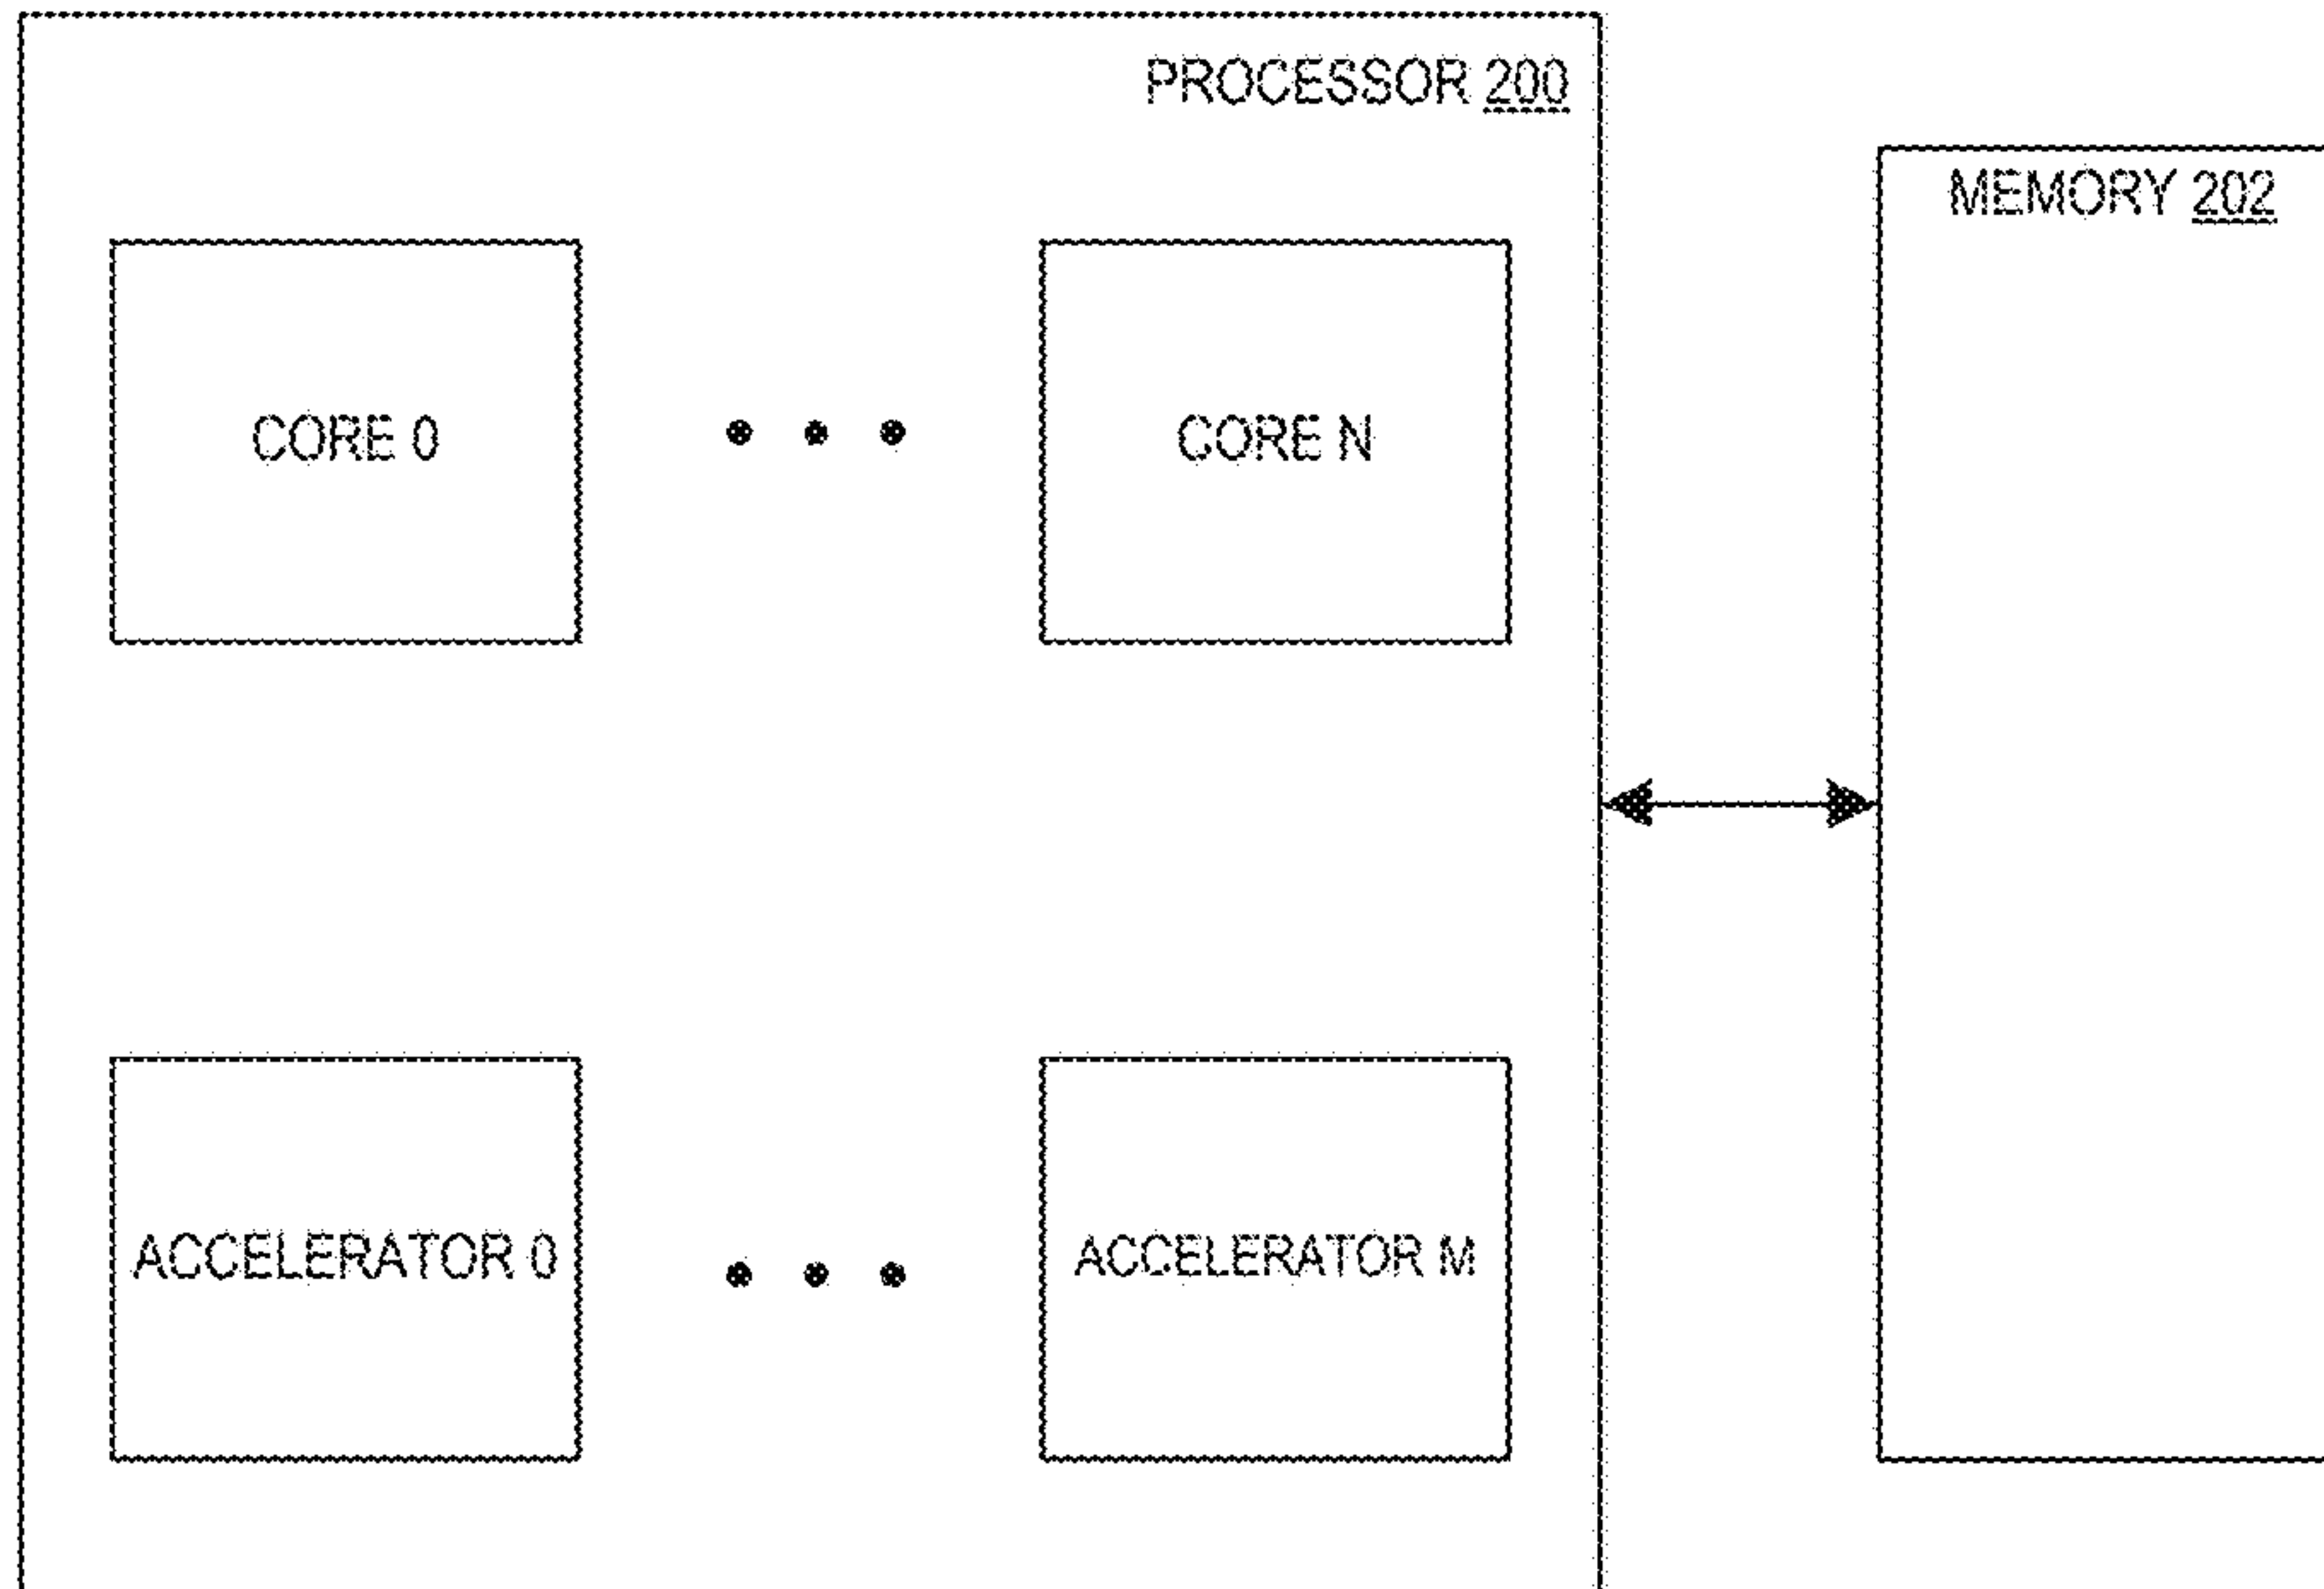 PROCESSOR 200
MEMORY 202
CORE 0
CORE N
ACCELERATOR 0
ACCELERATOR M